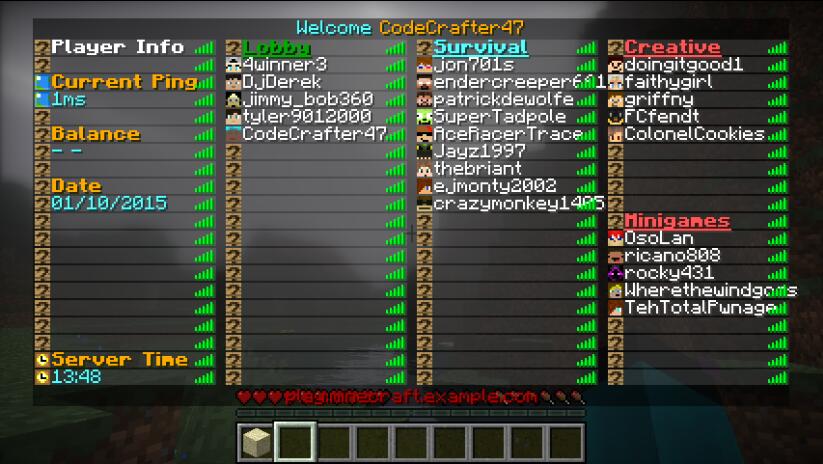 Welcome CodeCrafter47
Player Info
Current Ping
1ms
Balance
- -
Date
01/10/2015
Server Time
13:48
Lobby
4winner3
DjDerek
jimmy_bob360
tyler9012000
CodeCrafter47
Survival
jon701s
patrickdewolfe
SuperTadpole
AceRacerTrace
Jayz1997
thebriant
ejmonty2002
crazymonkey1495
Creative
doingitgood1
faithygirl
griffny
FCfendt
ColonelCookies
Minigames
OsoLan
ricano808
rocky431
Wherethewindgoes
TehTotalPwnage